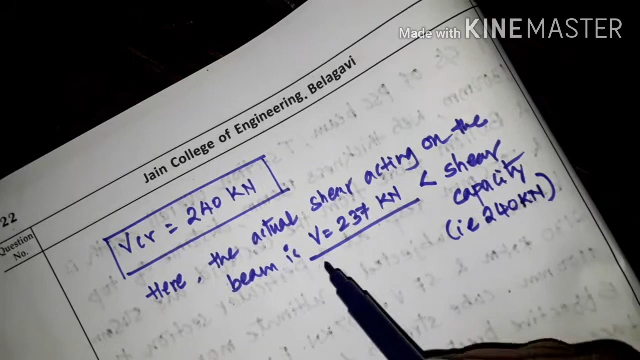 Made with KINEMASTER
Jain College of Engineering, Belagavi
22
Question
No.
Vcr = 240 KN
Here, the actual shear acting on the
beam is V = 237 KN < shear
capacity
(ie 240KN)